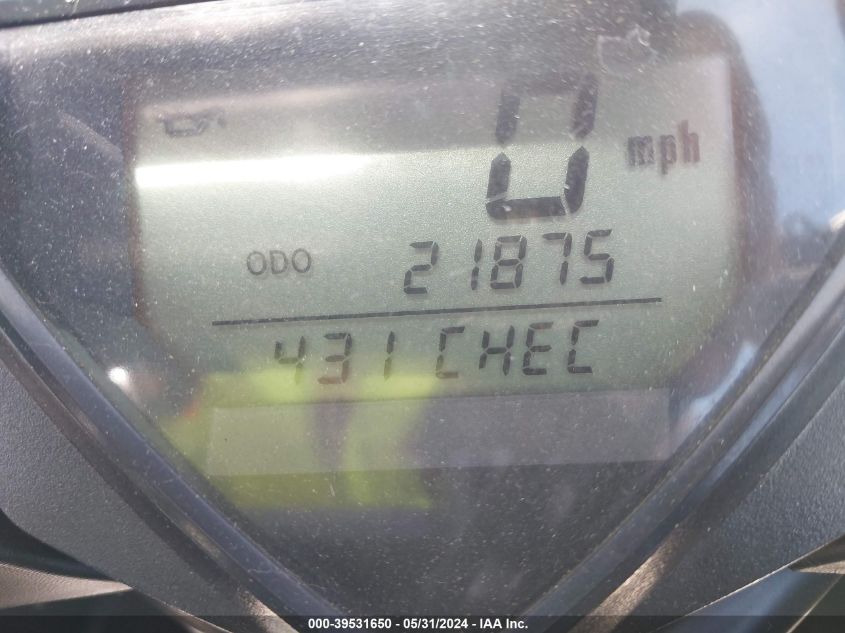 0 mph
ODO 21875
431 CHEC
000-39531650 - 05/31/2024 - IAA Inc.